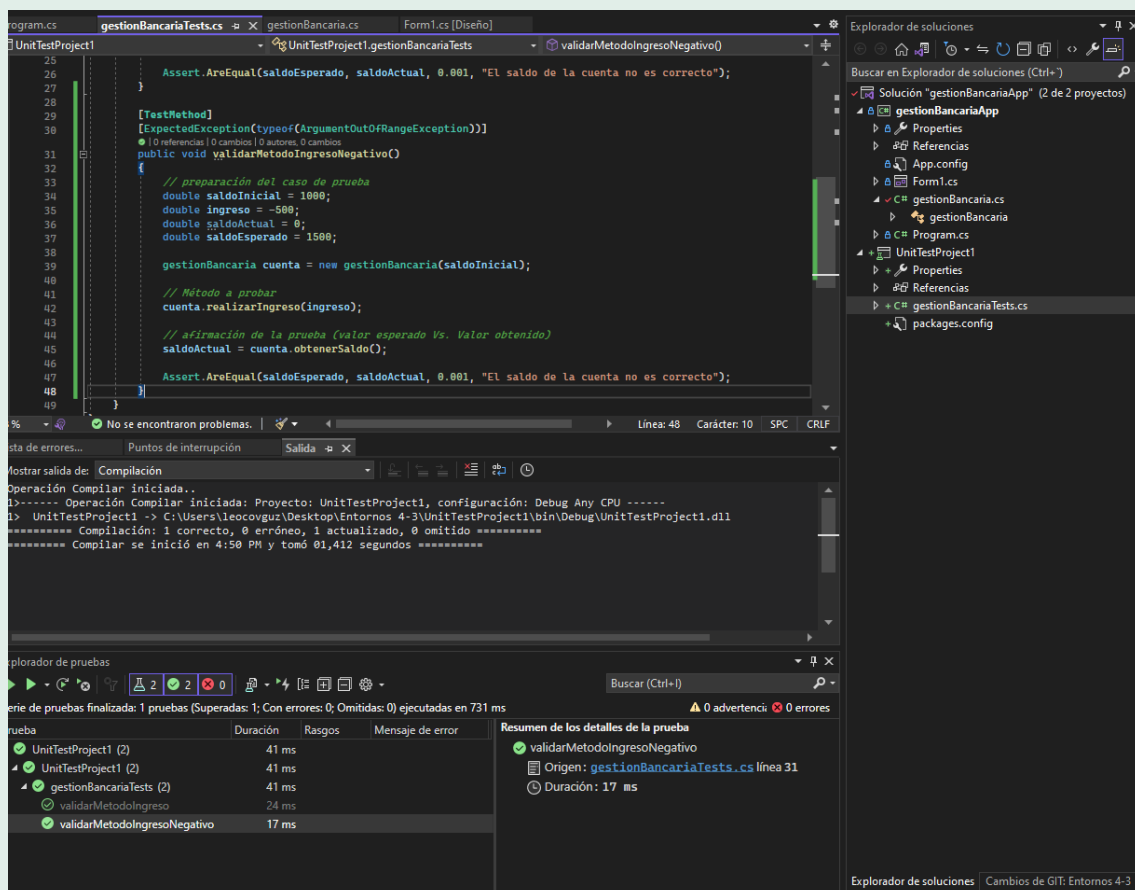 rogram.cs gestionBancariaTests.cs gestionBancaria.cs Form1.cs [Diseño]
UnitTestProject1 UnitTestProject1.gestionBancariaTests validarMetodoIngresoNegativo()
25
26 Assert.AreEqual(saldoEsperado, saldoActual, 0.001, "El saldo de la cuenta no es correcto");
27 }
28
29 [TestMethod]
30 [ExpectedException(typeof(ArgumentOutOfRangeException))]
| 0 referencias | 0 cambios | 0 autores, 0 cambios
31 public void validarMetodoIngresoNegativo()
32 {
33 // preparación del caso de prueba
34 double saldoInicial = 1000;
35 double ingreso = -500;
36 double saldoActual = 0;
37 double saldoEsperado = 1500;
38
39 gestionBancaria cuenta = new gestionBancaria(saldoInicial);
40
41 // Método a probar
42 cuenta.realizarIngreso(ingreso);
43
44 // afirmación de la prueba (valor esperado Vs. Valor obtenido)
45 saldoActual = cuenta.obtenerSaldo();
46
47 Assert.AreEqual(saldoEsperado, saldoActual, 0.001, "El saldo de la cuenta no es correcto");
48 }
49 }
% No se encontraron problemas. Línea: 48 Carácter: 10 SPC CRLF
sta de errores... Puntos de interrupción Salida
Mostrar salida de: Compilación
Operación Compilar iniciada..
1>------ Operación Compilar iniciada: Proyecto: UnitTestProject1, configuración: Debug Any CPU ------
1> UnitTestProject1 -> C:\Users\leocovguz\Desktop\Entornos 4-3\UnitTestProject1\bin\Debug\UnitTestProject1.dll
========== Compilación: 1 correcto, 0 erróneo, 1 actualizado, 0 omitido ==========
========= Compilar se inició en 4:50 PM y tomó 01,412 segundos ==========
xplorador de pruebas
2 2 0 Buscar (Ctrl+I)
erie de pruebas finalizada: 1 pruebas (Superadas: 1; Con errores: 0; Omitidas: 0) ejecutadas en 731 ms 0 advertenci 0 errores
rueba Duración Rasgos Mensaje de error
UnitTestProject1 (2) 41 ms
UnitTestProject1 (2) 41 ms
gestionBancariaTests (2) 41 ms
validarMetodoIngreso 24 ms
validarMetodoIngresoNegativo 17 ms
Resumen de los detalles de la prueba
validarMetodoIngresoNegativo
Origen: gestionBancariaTests.cs línea 31
Duración: 17 ms
Explorador de soluciones
Buscar en Explorador de soluciones (Ctrl+`)
Solución "gestionBancariaApp" (2 de 2 proyectos)
C# gestionBancariaApp
Properties
Referencias
App.config
Form1.cs
C# gestionBancaria.cs
gestionBancaria
C# Program.cs
UnitTestProject1
Properties
Referencias
C# gestionBancariaTests.cs
packages.config
Explorador de soluciones Cambios de GIT: Entornos 4-3